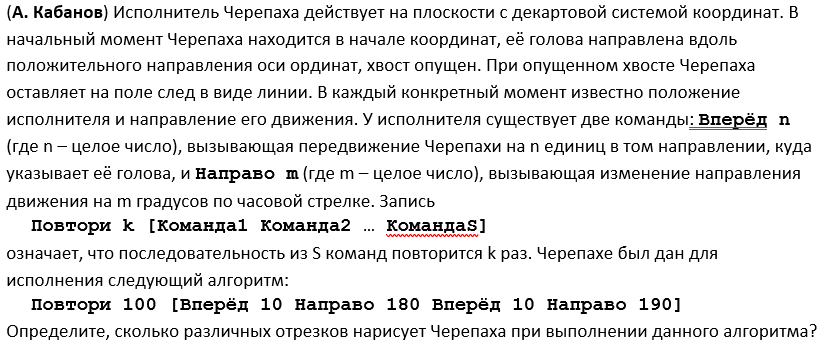 (А. Кабанов) Исполнитель Черепаха действует на плоскости с декартовой системой координат. В
начальный момент Черепаха находится в начале координат, её голова направлена вдоль
положительного направления оси ординат, хвост опущен. При опущенном хвосте Черепаха
оставляет на поле след в виде линии. В каждый конкретный момент известно положение
исполнителя и направление его движения. У исполнителя существует две команды: Вперёд n
(где n – целое число), вызывающая передвижение Черепахи на n единиц в том направлении, куда
указывает её голова, и Направо m (где m – целое число), вызывающая изменение направления
движения на m градусов по часовой стрелке. Запись
Повтори k [Команда1 Команда2 … КомандаS]
означает, что последовательность из S команд повторится k раз. Черепахе был дан для
исполнения следующий алгоритм:
Повтори 100 [Вперёд 10 Направо 180 Вперёд 10 Направо 190]
Определите, сколько различных отрезков нарисует Черепаха при выполнении данного алгоритма?